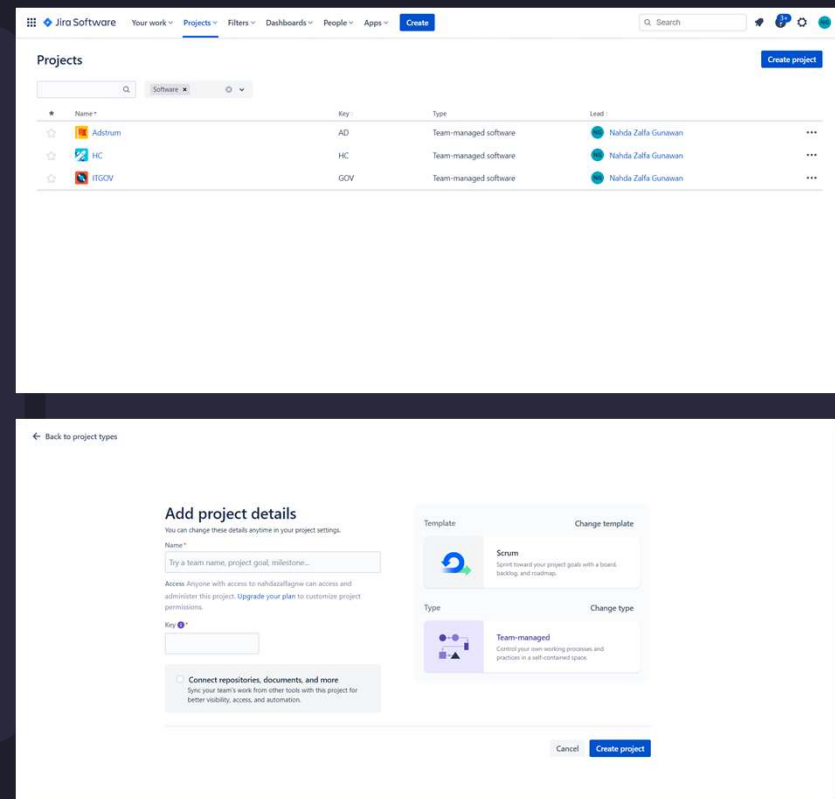 Jira Software Your work Projects Filters Dashboards People Apps Create Search 3+ NG
Projects Create project
Software
Name Key Type Lead
Adstrum AD Team-managed software NG Nahda Zalfa Gunawan
HC HC Team-managed software NG Nahda Zalfa Gunawan
ITGOV GOV Team-managed software NG Nahda Zalfa Gunawan
Back to project types
Add project details
You can change these details anytime in your project settings.
Name *
Try a team name, project goal, milestone...
Access Anyone with access to nahdazalfagnw can access and
administer this project. Upgrade your plan to customize project
permissions.
Key *
Connect repositories, documents, and more
Sync your team's work from other tools with this project for
better visibility, access, and automation.
Template Change template
Scrum
Sprint toward your project goals with a board,
backlog, and roadmap.
Type Change type
Team-managed
Control your own working processes and
practices in a self-contained space.
Cancel Create project